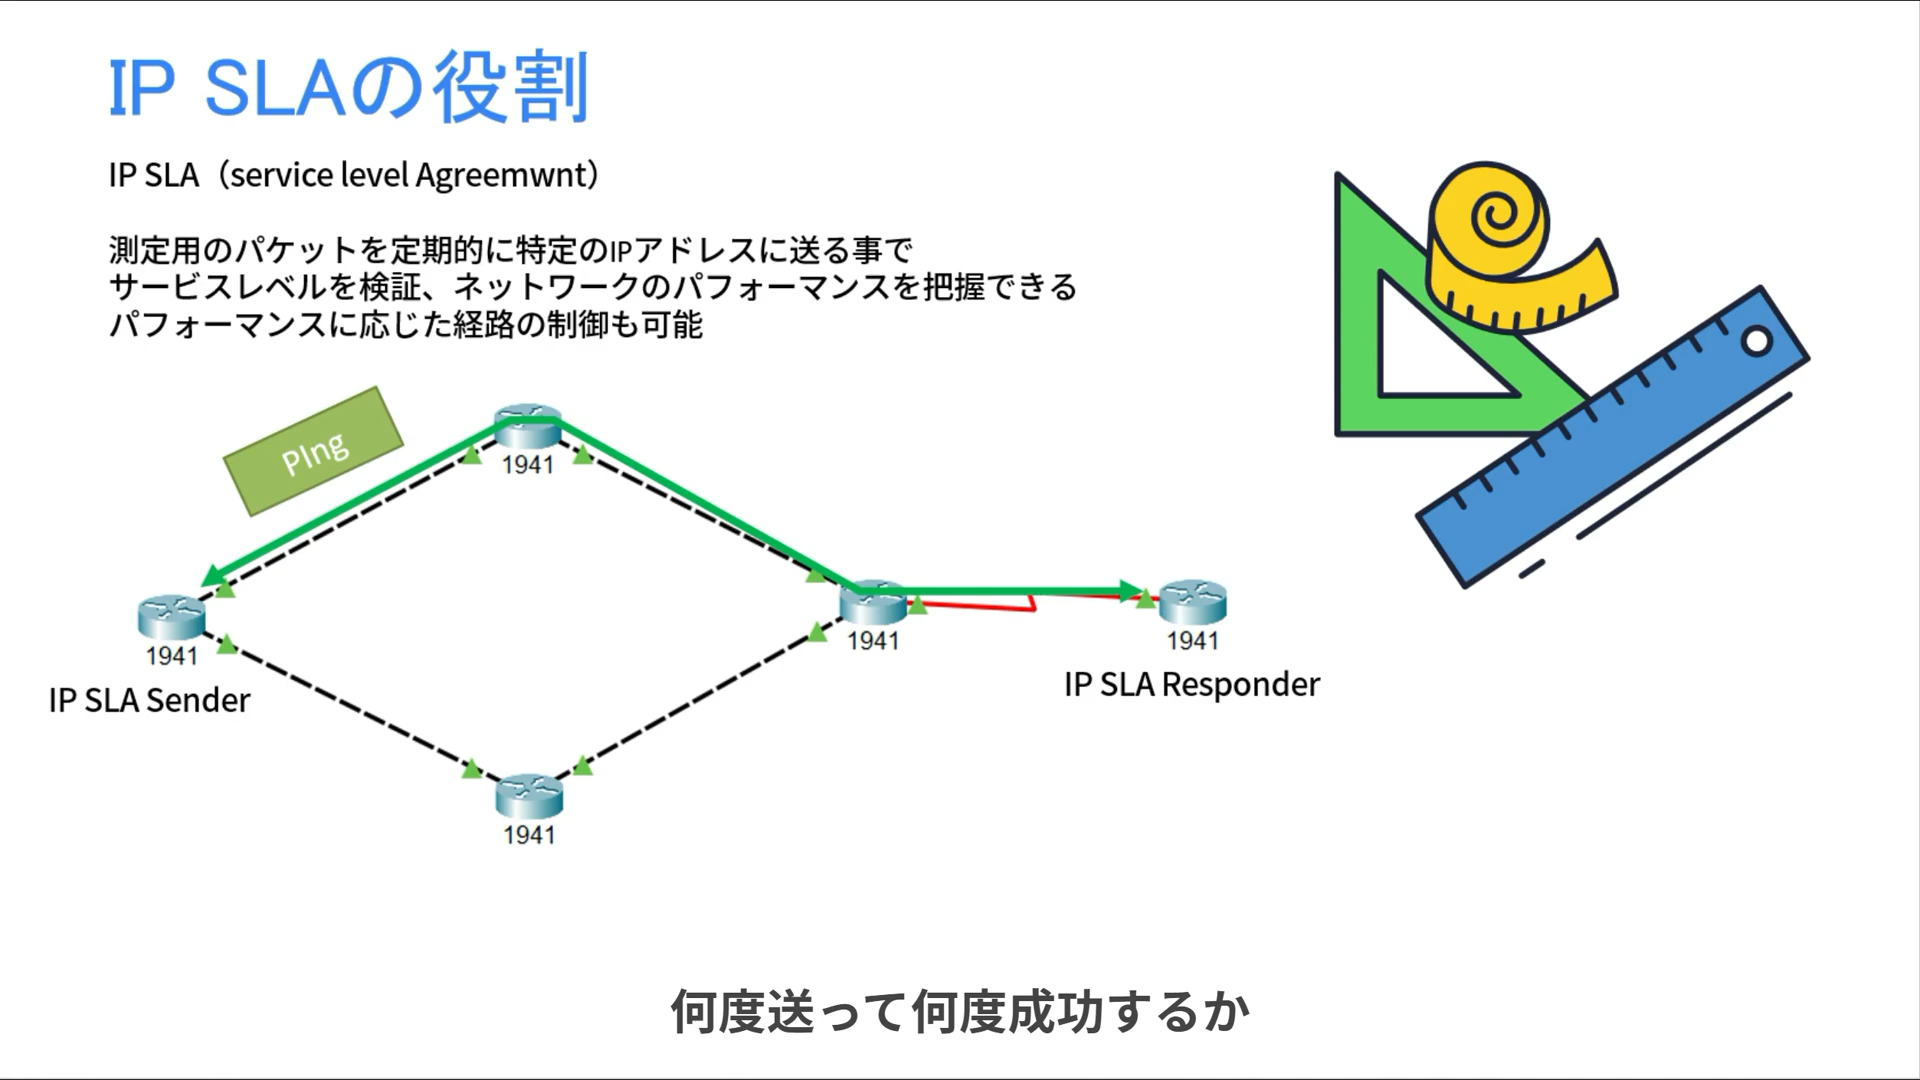 IP SLAの役割
IP SLA（service level Agreemwnt）
測定用のパケットを定期的に特定のIPアドレスに送る事で
サービスレベルを検証、ネットワークのパフォーマンスを把握できる
パフォーマンスに応じた経路の制御も可能
PIng
1941
1941
IP SLA Sender
1941
1941
IP SLA Responder
1941
何度送って何度成功するか